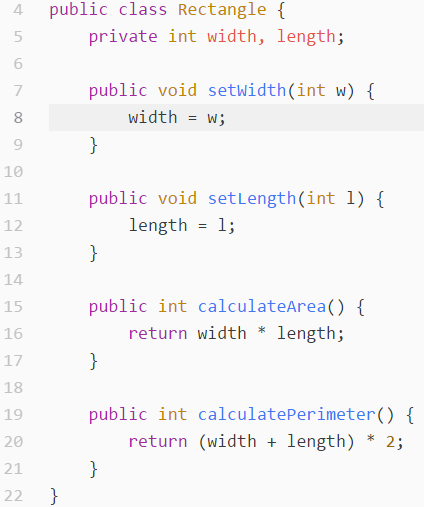 4 public class Rectangle {
5     private int width, length;
6
7     public void setWidth(int w) {
8         width = w;
9     }
10
11     public void setLength(int l) {
12         length = l;
13     }
14
15     public int calculateArea() {
16         return width * length;
17     }
18
19     public int calculatePerimeter() {
20         return (width + length) * 2;
21     }
22 }